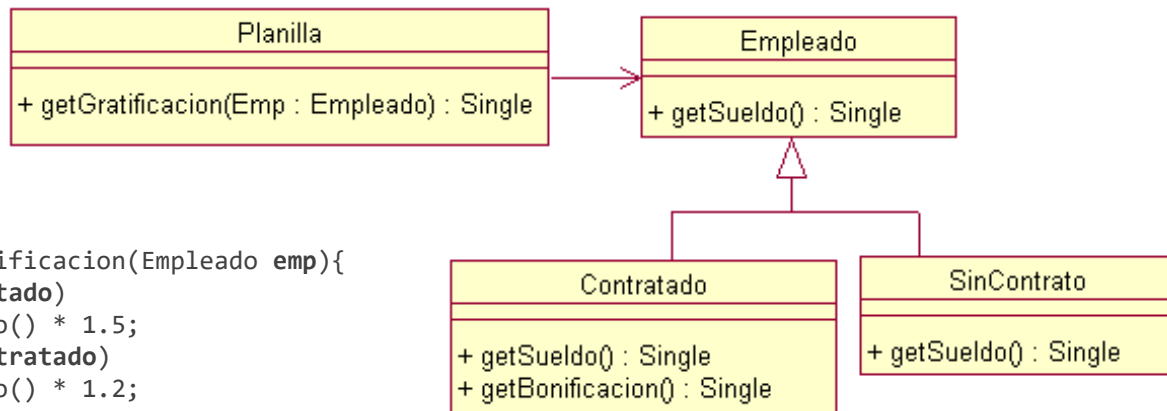 Planilla
+ getGratificacion(Emp : Empleado) : Single
Empleado
+ getSueldo() : Single
ificacion(Empleado emp){
tado)
o() * 1.5;
tratado)
o() * 1.2;
Contratado
+ getSueldo() : Single
+ getBonificacion() : Single
SinContrato
+ getSueldo() : Single